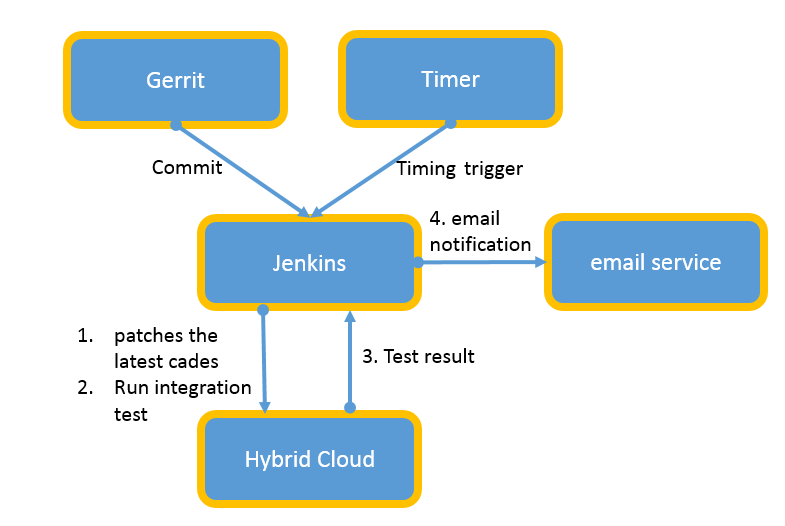 Gerrit
Timer
Commit
Timing trigger
4. email
notification
Jenkins
email service
1. patches the
latest cades
2. Run integration
test
3. Test result
Hybrid Cloud